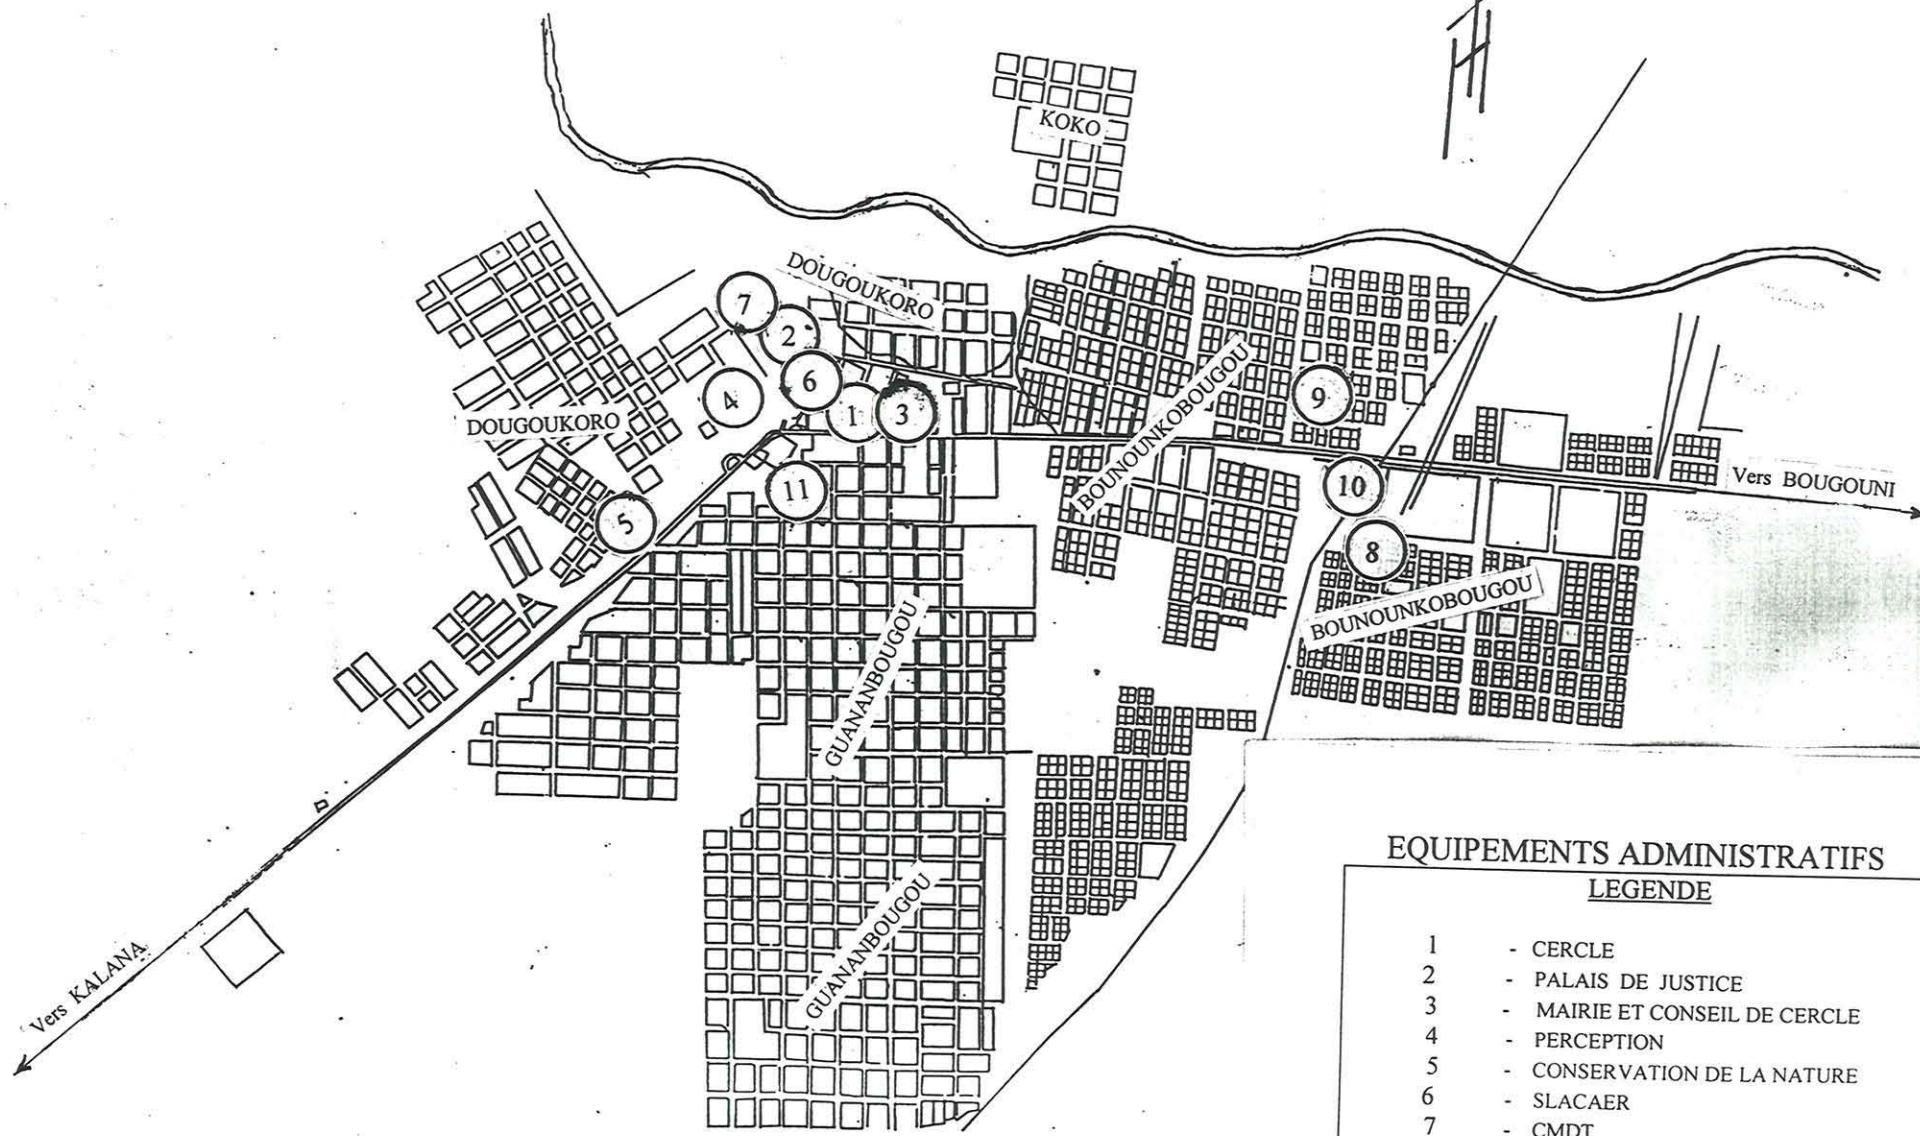 KOKO
DOUGOUKORO
7
2
6
4
1
3
9
DOUGOUKORO
BOUNOUNKOBOUGOU
Vers BOUGOUNI
11
10
5
8
BOUNOUNKOBOUGOU
GUANANBOUGOU
GUANANBOUGOU
Vers KALANA
EQUIPEMENTS ADMINISTRATIFS
LEGENDE
1 - CERCLE
2 - PALAIS DE JUSTICE
3 - MAIRIE ET CONSEIL DE CERCLE
4 - PERCEPTION
5 - CONSERVATION DE LA NATURE
6 - SLACAER
7 - CMDT